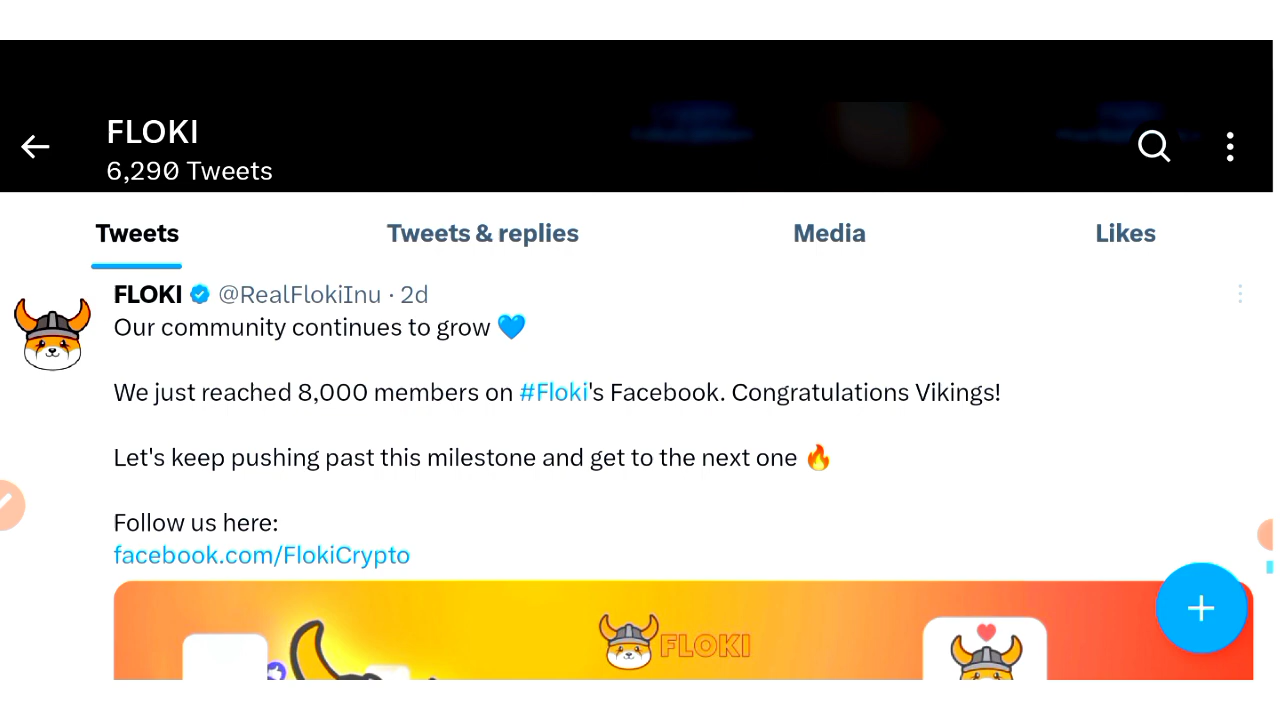 FLOKI
6,290 Tweets
Tweets
Tweets & replies
Media
Likes
FLOKI @RealFlokiInu · 2d
Our community continues to grow 💙
We just reached 8,000 members on #Floki's Facebook. Congratulations Vikings!
Let's keep pushing past this milestone and get to the next one 🔥
Follow us here:
facebook.com/FlokiCrypto
FLOKI